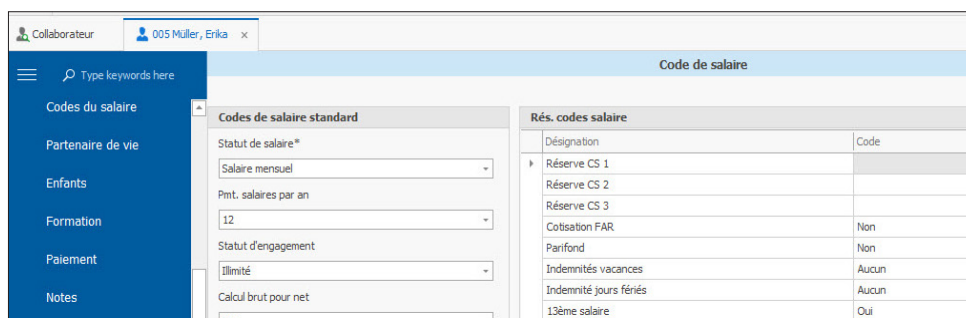 Collaborateur
005 Müller, Erika ×
Type keywords here
Codes du salaire
Partenaire de vie
Enfants
Formation
Paiement
Notes
Code de salaire
Codes de salaire standard
Statut de salaire*
Salaire mensuel
Pmt. salaires par an
12
Statut d'engagement
Illimité
Calcul brut pour net
Rés. codes salaire
Désignation Code
Réserve CS 1
Réserve CS 2
Réserve CS 3
Cotisation FAR Non
Parifond Non
Indemnités vacances Aucun
Indemnité jours fériés Aucun
13ème salaire Oui